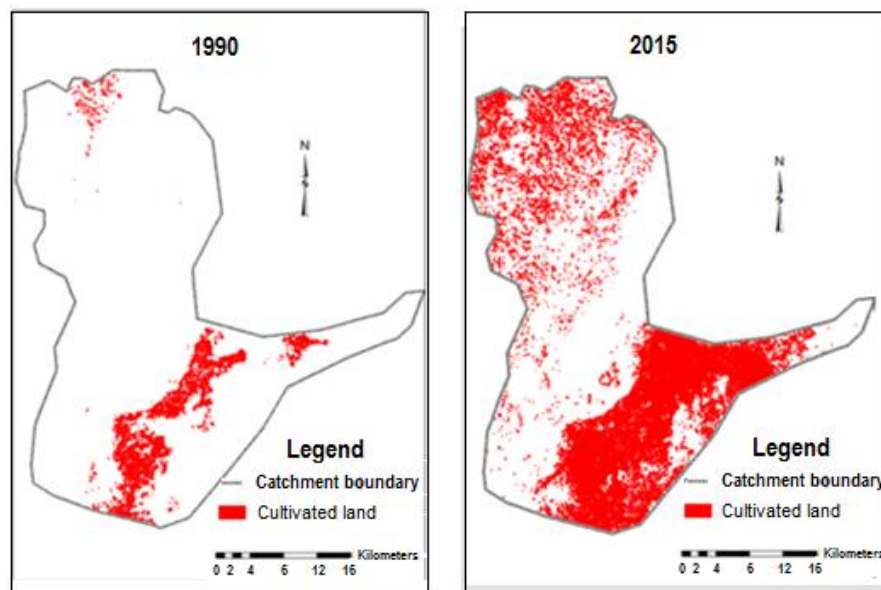 1990
N
S
Legend
Catchment boundary
Cultivated land
Kilometers
0 2 4 6 12 16
2015
N
S
Legend
Catchment boundary
Cultivated land
Kilometers
0 2 4 6 12 16